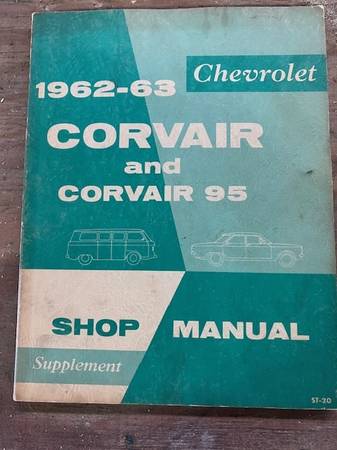 Chevrolet
1962-63
CORVAIR
and
CORVAIR 95
SHOP MANUAL
Supplement
ST-20